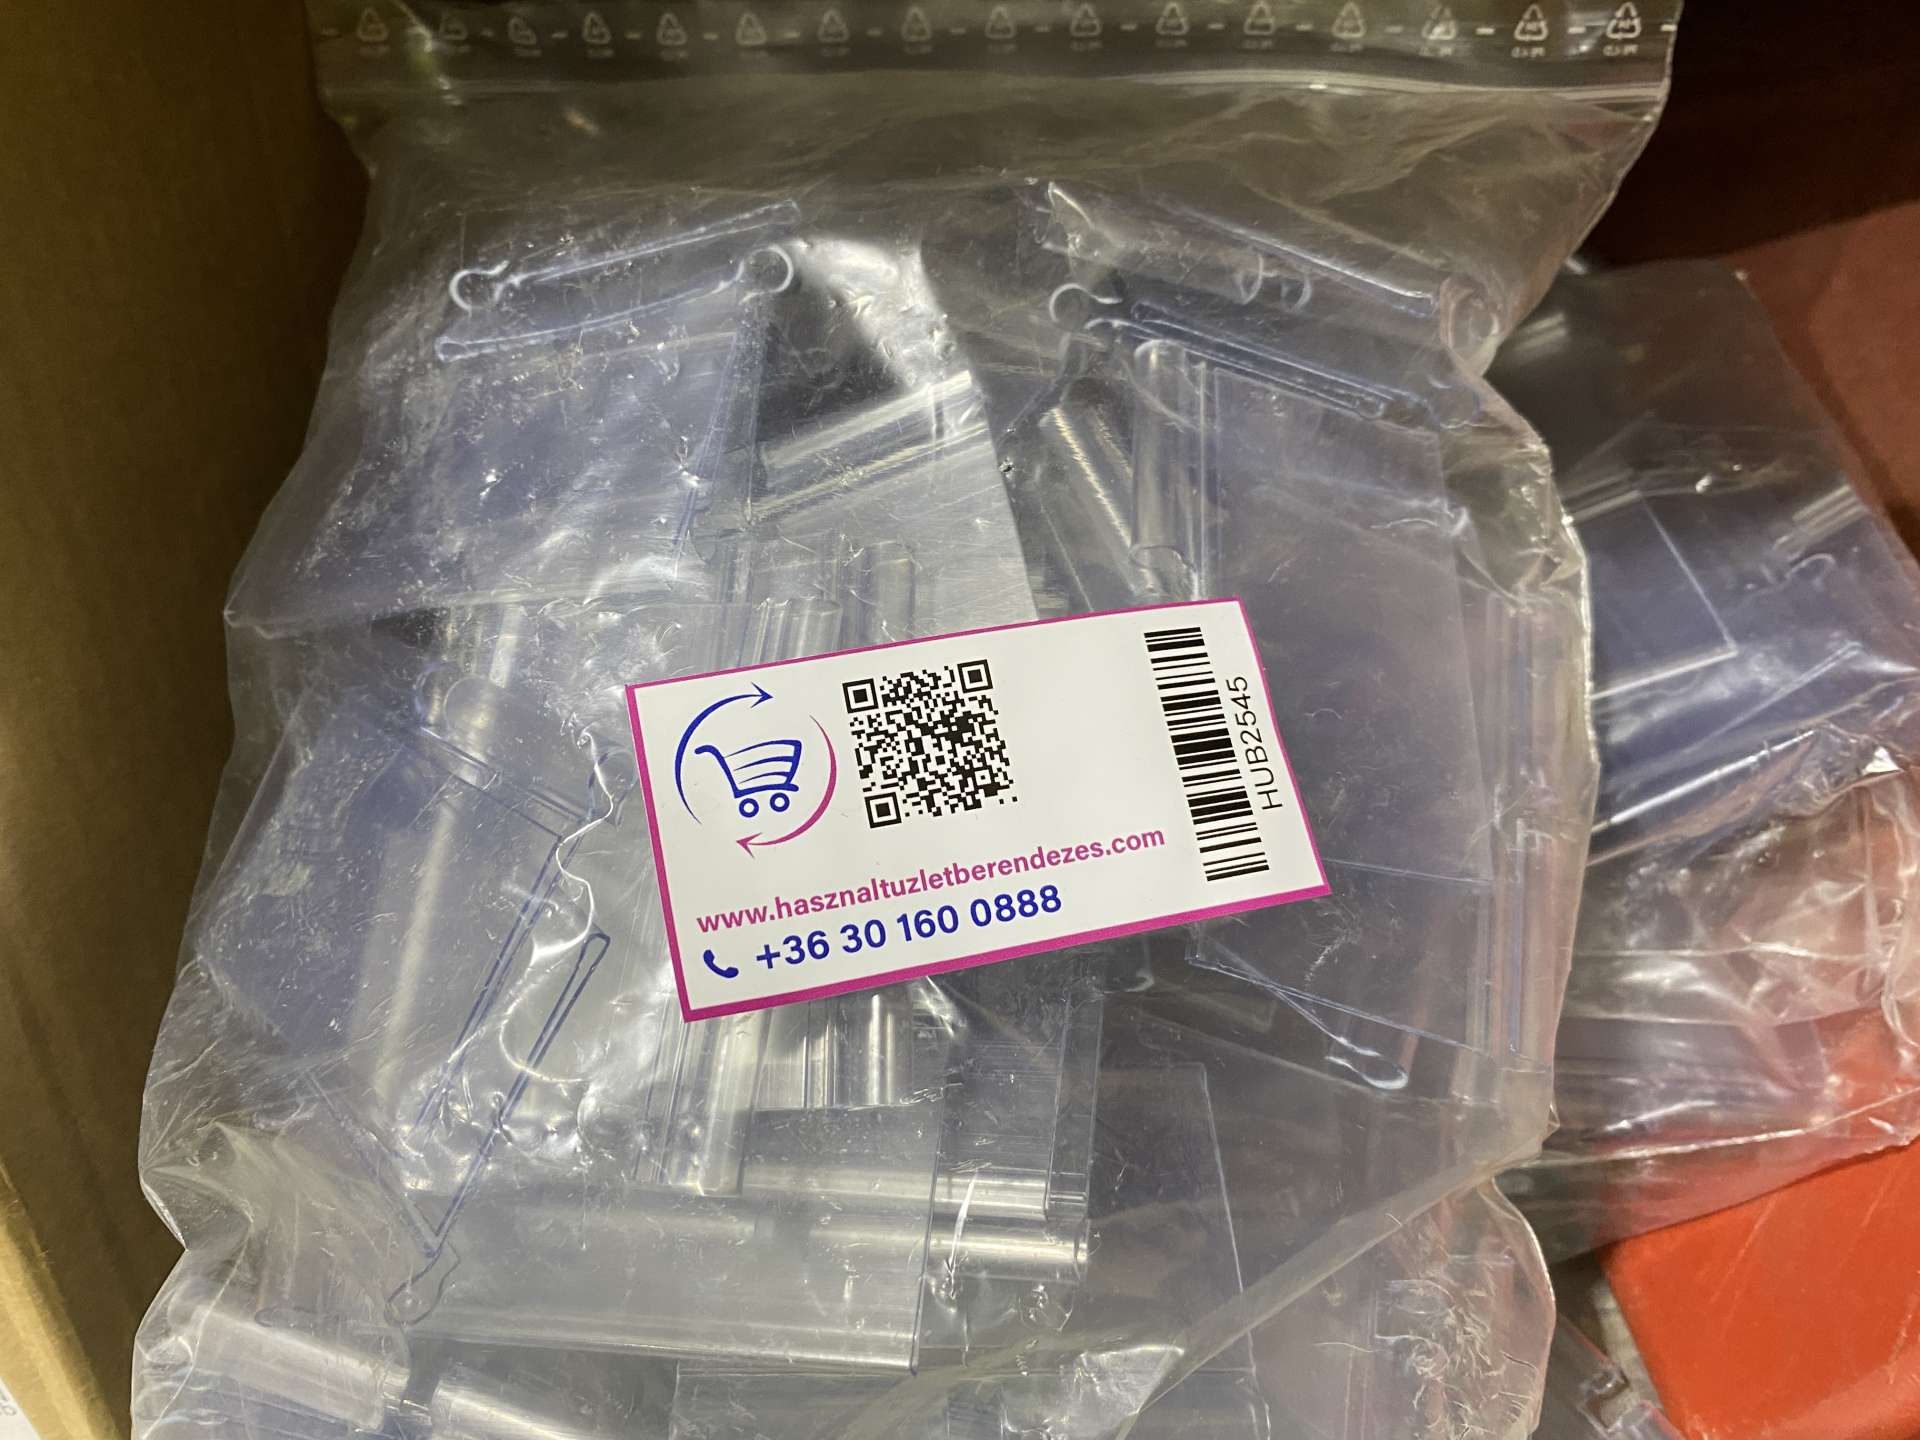 www.hasznaltuzletberendezes.com
+36 30 160 0888
HUB2545